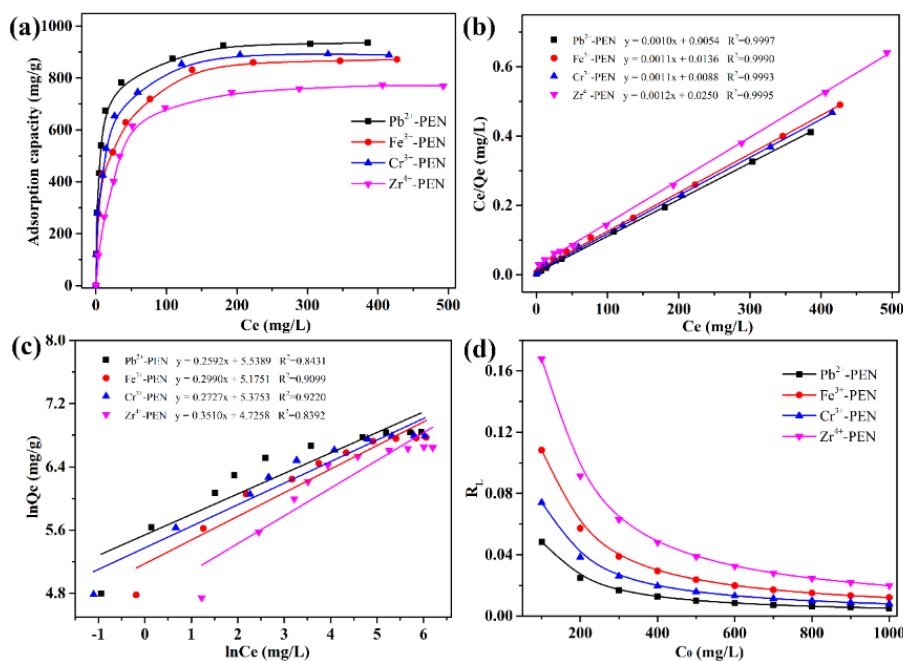 (a)
Adsorption capacity (mg/g)
1000
900
800
700
600
500
400
300
200
100
0
Pb²⁺-PEN
Fe³⁺-PEN
Cr³⁺-PEN
Zr⁴⁺-PEN
0 100 200 300 400 500
Ce (mg/L)
(b)
Ce/Qe (mg/L)
0.6
0.4
0.2
0.0
Pb²⁺-PEN y = 0.0010x + 0.0054 R²=0.9997
Fe³⁺-PEN y = 0.0011x + 0.0136 R²=0.9990
Cr³⁺-PEN y = 0.0011x + 0.0088 R²=0.9993
Zr⁴⁺-PEN y = 0.0012x + 0.0250 R²=0.9995
0 100 200 300 400 500
Ce (mg/L)
(c)
lnQe (mg/g)
8.0
7.2
6.4
5.6
4.8
Pb²⁺-PEN y = 0.2592x + 5.5389 R²=0.8431
Fe³⁺-PEN y = 0.2990x + 5.1751 R²=0.9099
Cr³⁺-PEN y = 0.2727x + 5.3753 R²=0.9220
Zr⁴⁺-PEN y = 0.3510x + 4.7258 R²=0.8392
-1 0 1 2 3 4 5 6
lnCe (mg/L)
(d)
R_L
0.16
0.12
0.08
0.04
0.00
Pb²⁺-PEN
Fe³⁺-PEN
Cr³⁺-PEN
Zr⁴⁺-PEN
200 400 600 800 1000
C₀ (mg/L)